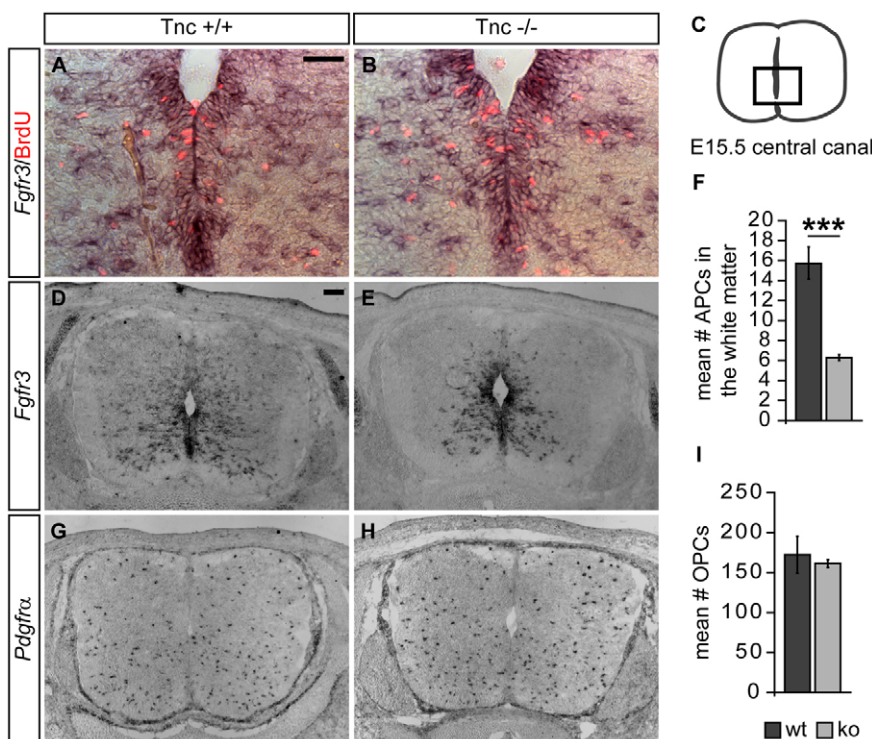 Tnc +/+
Tnc -/-
Fgfr3/BrdU
A
B
C
E15.5 central canal
F
mean # APCs in
the white matter
20
18
16
14
12
10
8
6
4
2
0
***
Fgfr3
D
E
Pdgfrα
G
H
I
mean # OPCs
250
200
150
100
50
0
wt
ko